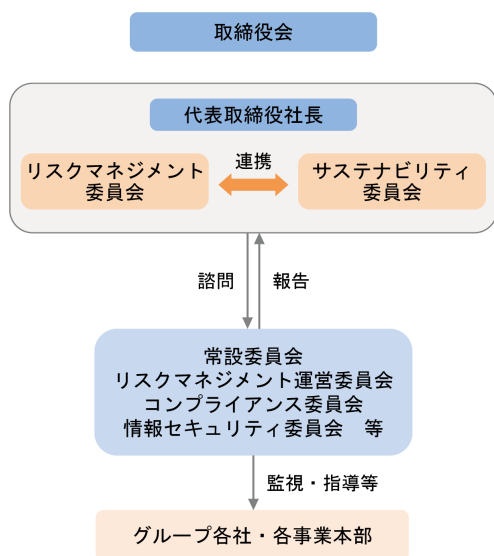 取締役会
代表取締役社長
連携
リスクマネジメント
委員会
サステナビリティ
委員会
諮問
報告
常設委員会
リスクマネジメント運営委員会
コンプライアンス委員会
情報セキュリティ委員会　等
監視・指導等
グループ各社・各事業本部